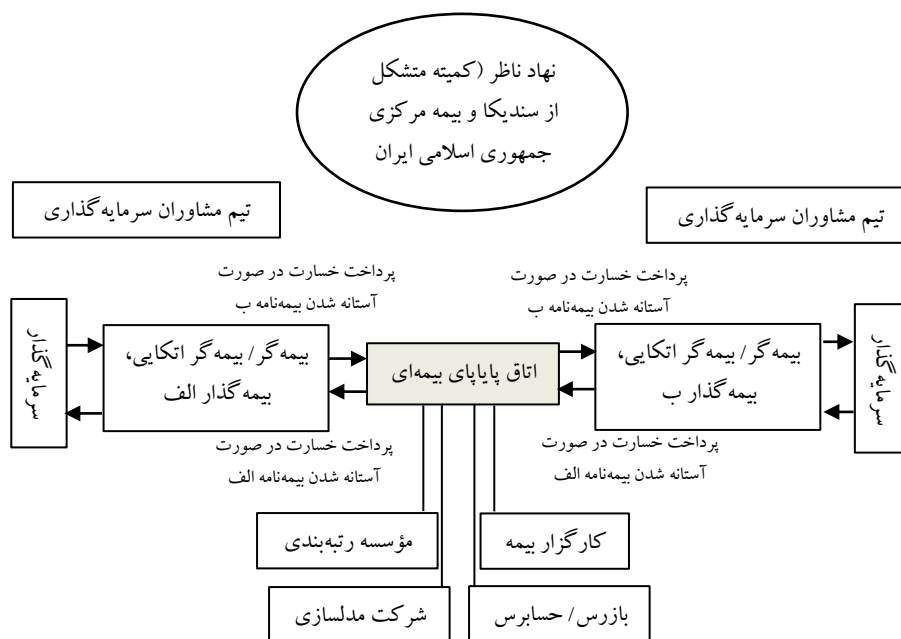 نهاد ناظر (کمیته متشکل
از سندیکا و بیمه مرکزی
جمهوری اسلامی ایران
تیم مشاوران سرمایه‌گذاری
تیم مشاوران سرمایه‌گذاری
پرداخت خسارت در صورت
آستانه شدن بیمه‌نامه ب
پرداخت خسارت در صورت
آستانه شدن بیمه‌نامه ب
سرمایه‌گذار
بیمه‌گر/ بیمه‌گر اتکایی،
بیمه‌گذار ب
اتاق پایاپای بیمه‌ای
بیمه‌گر/ بیمه‌گر اتکایی،
بیمه‌گذار الف
سرمایه‌گذار
پرداخت خسارت در صورت
آستانه شدن بیمه‌نامه الف
پرداخت خسارت در صورت
آستانه شدن بیمه‌نامه الف
کارگزار بیمه
مؤسسه رتبه‌بندی
بازرس/ حسابرس
شرکت مدلسازی